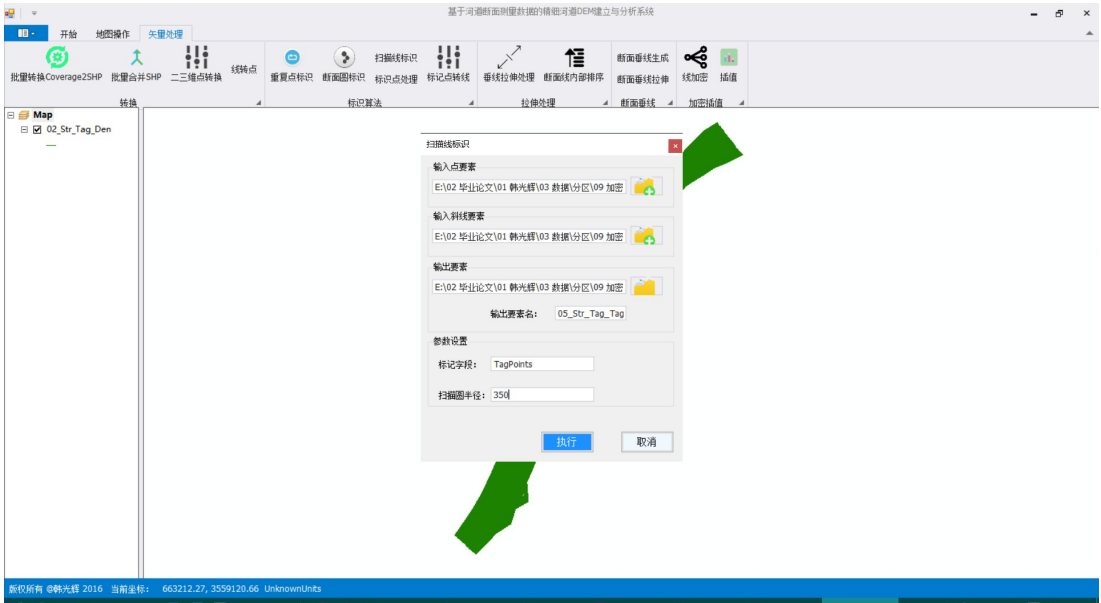 基于河道断面测量数据的精细河道DEM建立与分析系统
开始 地图操作 矢量处理
批量转换Coverage2SHP 批量合并SHP 二三维点转换 线转点
重复点标识 断面圈标识 扫描线标识 标识点处理 标记点转线
垂线拉伸处理 断面线内部排序 断面垂线生成 断面垂线拉伸 线加密 插值
转换 标识算法 拉伸处理 断面垂线 加密插值
Map
02_Str_Tag_Den
扫描线标识
输入点要素
E:\02 毕业论文\01 韩光辉\03 数据\分区\09 加密
输入斜线要素
E:\02 毕业论文\01 韩光辉\03 数据\分区\09 加密
输出要素
E:\02 毕业论文\01 韩光辉\03 数据\分区\09 加密
输出要素名: 05_Str_Tag_Tag
参数设置
标记字段: TagPoints
扫描圈半径: 350
执行 取消
版权所有 @韩光辉 2016 当前坐标: 663212.27, 3559120.66 UnknownUnits